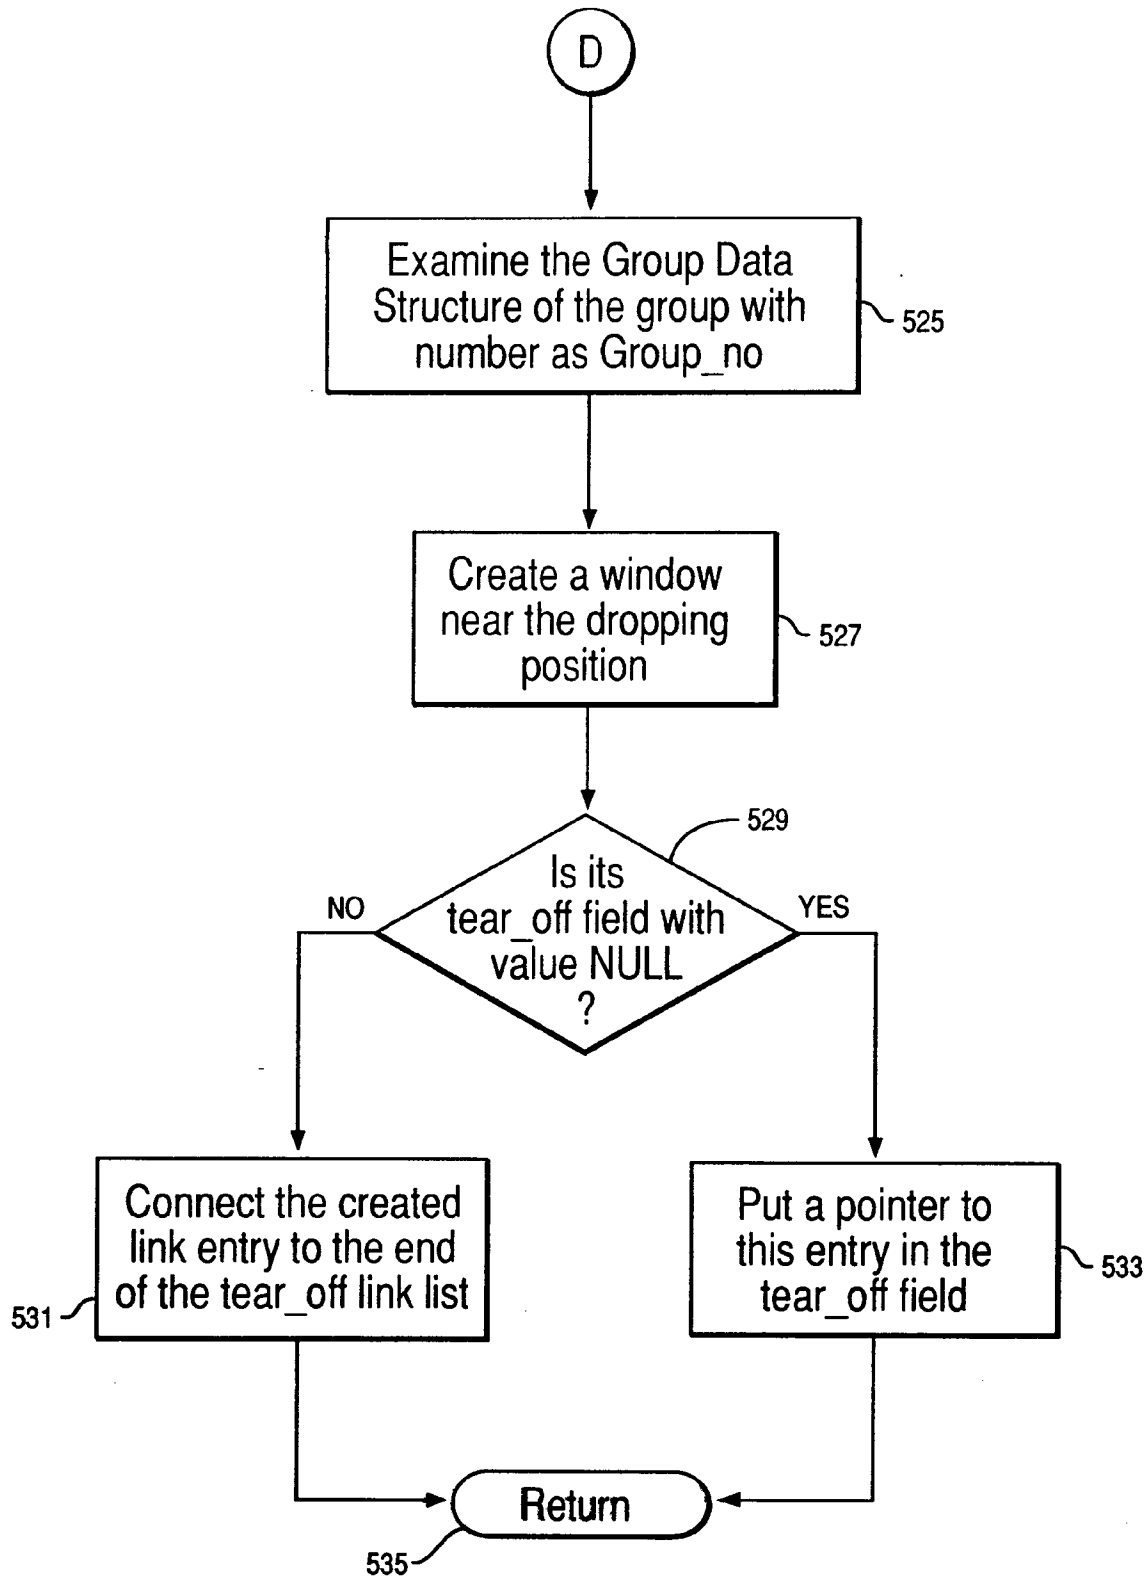 D
Examine the Group Data
Structure of the group with
number as Group_no
525
Create a window
near the dropping
position
527
529
Is its
tear_off field with
value NULL
?
NO
YES
Connect the created
link entry to the end
of the tear_off link list
531
Put a pointer to
this entry in the
tear_off field
533
Return
535